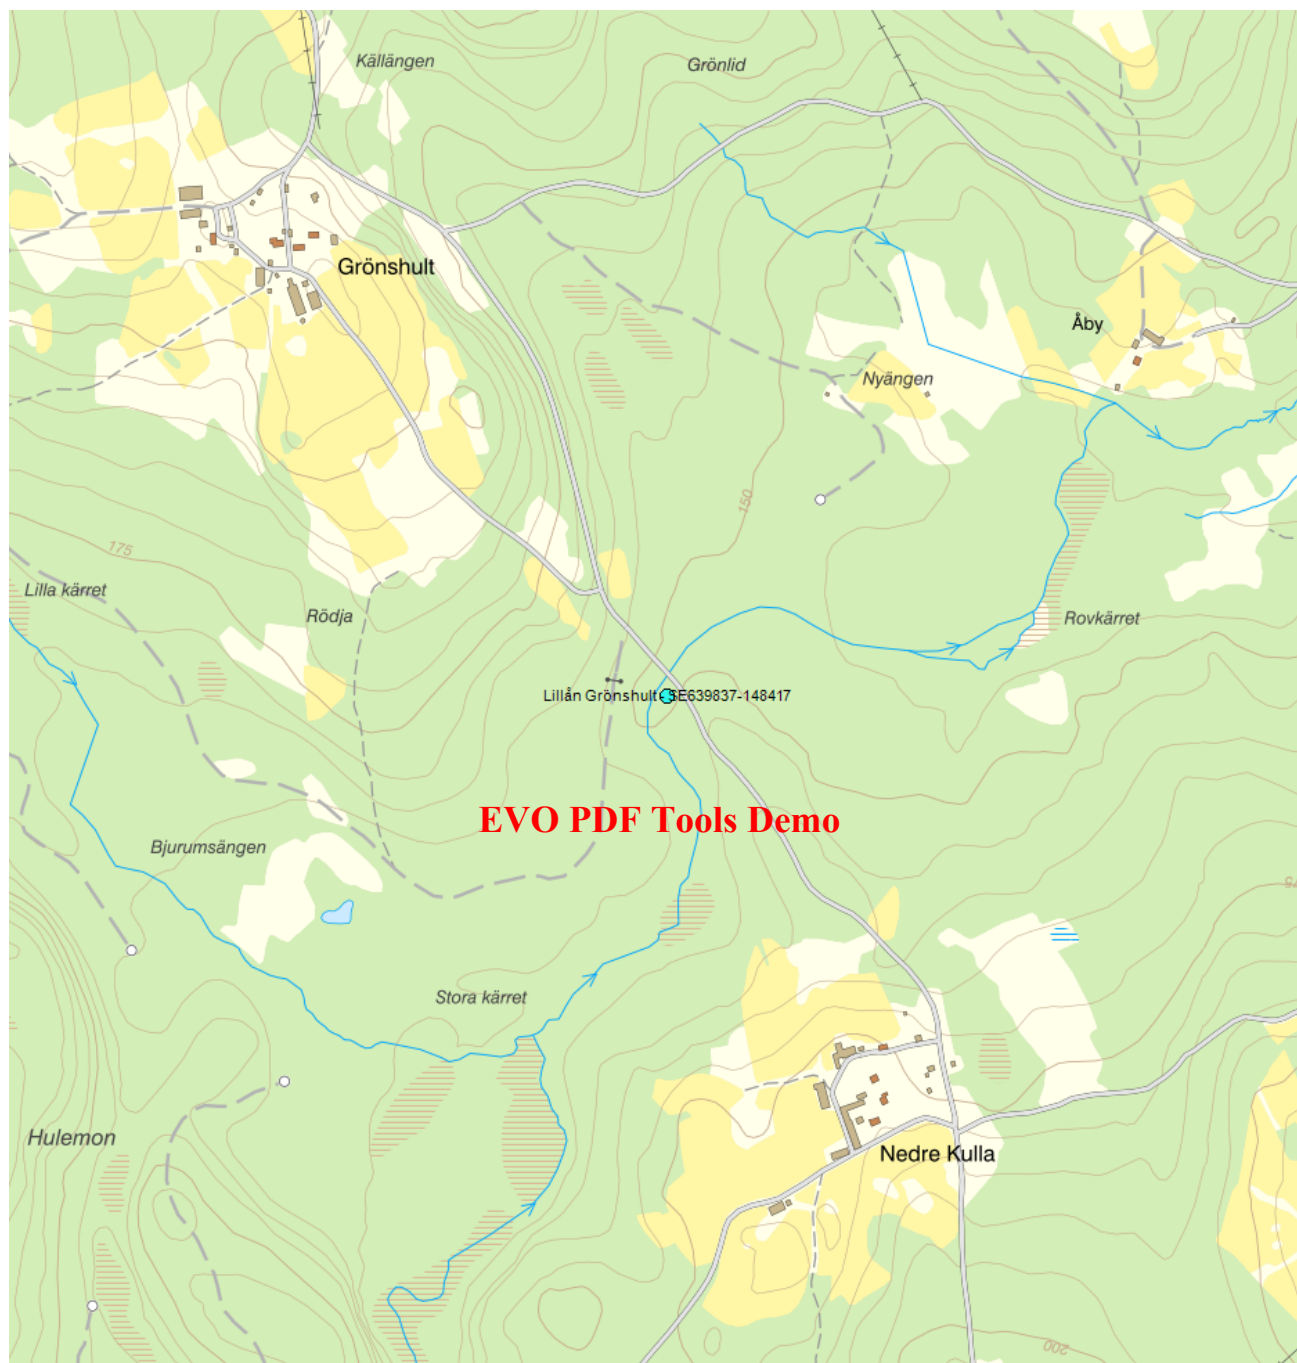 Källängen
Grönlid
Grönshult
Åby
Nyängen
150
175
Lilla kärret
Rödja
Rovkärret
Lillån Grönshult - SE639837-148417
EVO PDF Tools Demo
Bjurumsängen
75
Stora kärret
Hulemon
Nedre Kulla
200